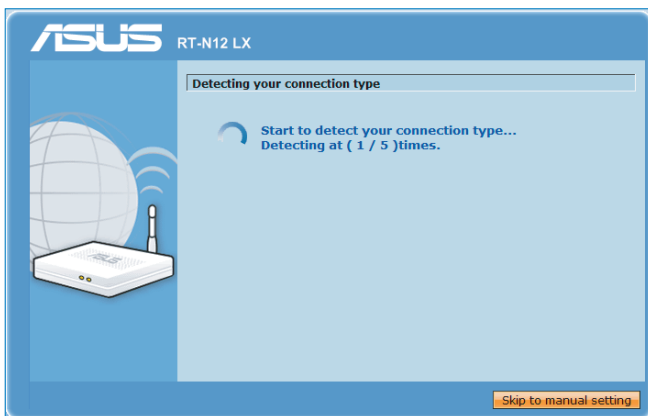 ASUS RT-N12 LX
Detecting your connection type
Start to detect your connection type...
Detecting at ( 1 / 5 )times.
ASUS
Skip to manual setting